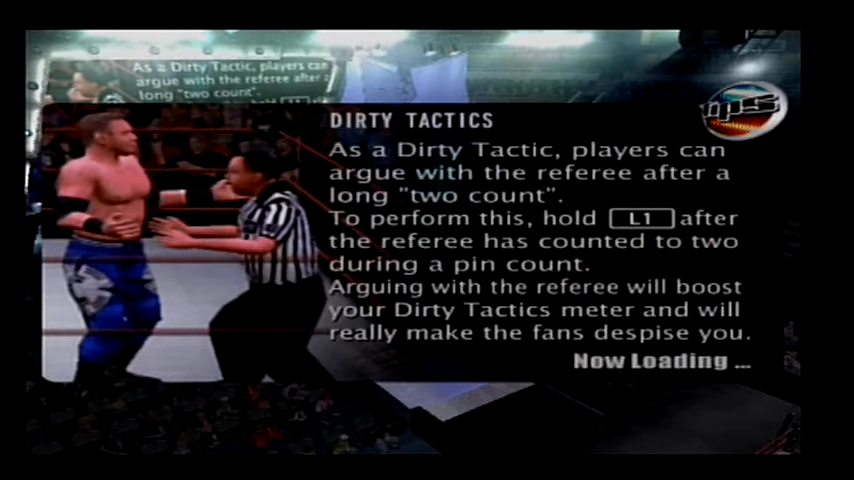 As a Dirty Tactic, players can
argue with the referee after a
long "two count".
DIRTY TACTICS
As a Dirty Tactic, players can
argue with the referee after a
long "two count".
To perform this, hold L1 after
the referee has counted to two
during a pin count.
Arguing with the referee will boost
your Dirty Tactics meter and will
really make the fans despise you.
Now Loading ...